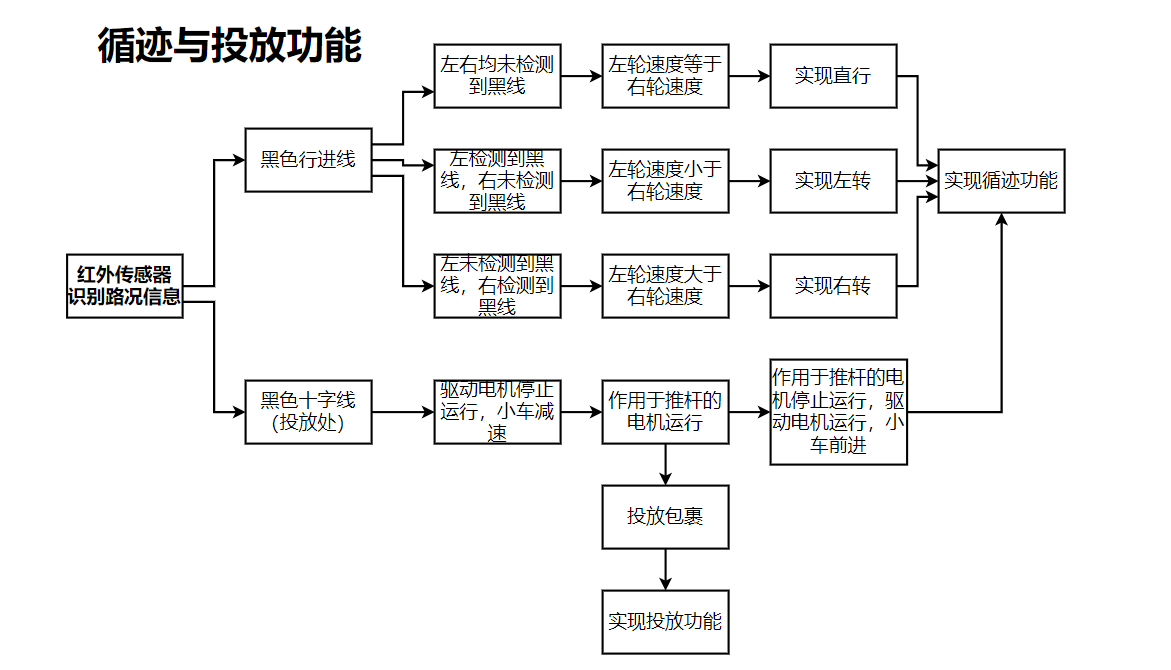 循迹与投放功能
左右均未检测
到黑线
左轮速度等于
右轮速度
实现直行
黑色行进线
左检测到黑
线，右未检测
到黑线
左轮速度小于
右轮速度
实现左转
实现循迹功能
红外传感器
识别路况信息
左未检测到黑
线，右检测到
黑线
左轮速度大于
右轮速度
实现右转
黑色十字线
（投放处）
驱动电机停止
运行，小车减
速
作用于推杆的
电机运行
作用于推杆的电
机停止运行，驱
动电机运行，小
车前进
投放包裹
实现投放功能